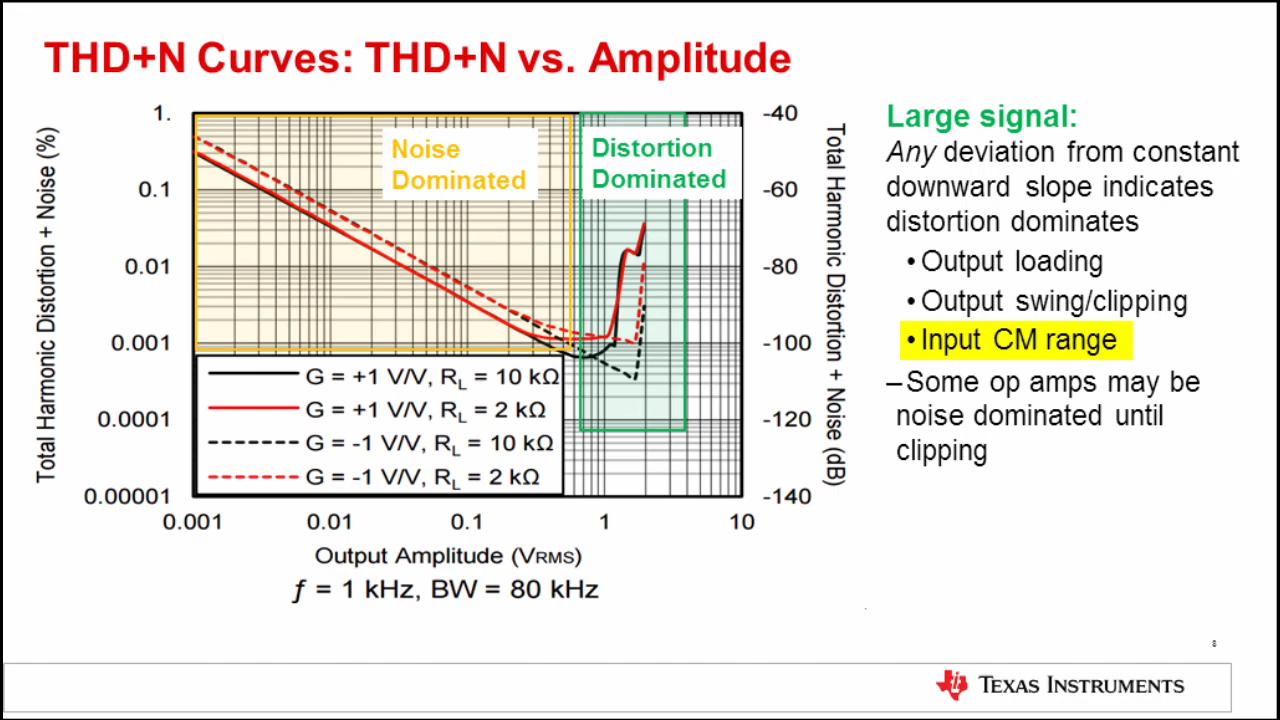 THD+N Curves: THD+N vs. Amplitude
Total Harmonic Distortion + Noise (%)
1.
0.1
0.01
0.001
0.0001
0.00001
Noise
Dominated
Distortion
Dominated
G = +1 V/V, RL = 10 kΩ
G = +1 V/V, RL = 2 kΩ
G = -1 V/V, RL = 10 kΩ
G = -1 V/V, RL = 2 kΩ
-40
-60
-80
-100
-120
-140
Total Harmonic Distortion + Noise (dB)
0.001 0.01 0.1 1 10
Output Amplitude (VRMS)
ƒ = 1 kHz, BW = 80 kHz
Large signal:
Any deviation from constant
downward slope indicates
distortion dominates
• Output loading
• Output swing/clipping
• Input CM range
– Some op amps may be
noise dominated until
clipping
8
TEXAS INSTRUMENTS